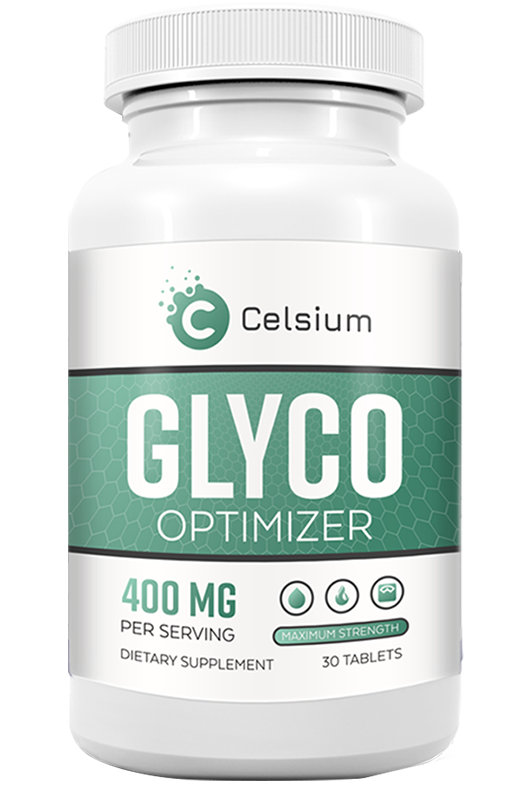 Celsium
GLYCO
OPTIMIZER
400 MG
PER SERVING
MAXIMUM STRENGTH
DIETARY SUPPLEMENT
30 TABLETS